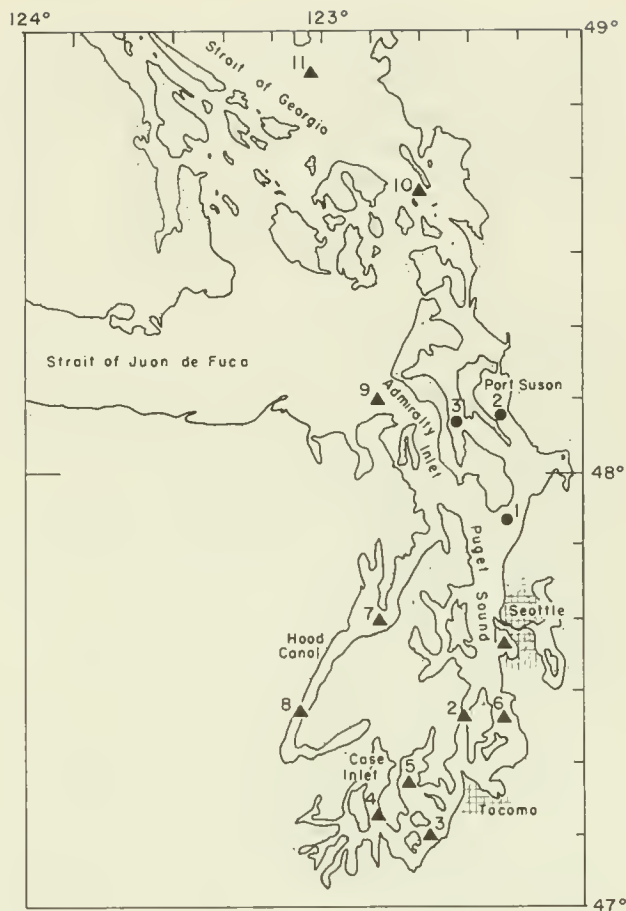 124°
123°
49°
11
Strait of Georgia
10
Strait of Juan de Fuca
9
Admiralty Inlet
3
Port Susan
2
48°
1
Puget Sound
7
Seattle
Hood
Canal
1
8
2
6
Case
Inlet
5
4
3
Tacoma
47°